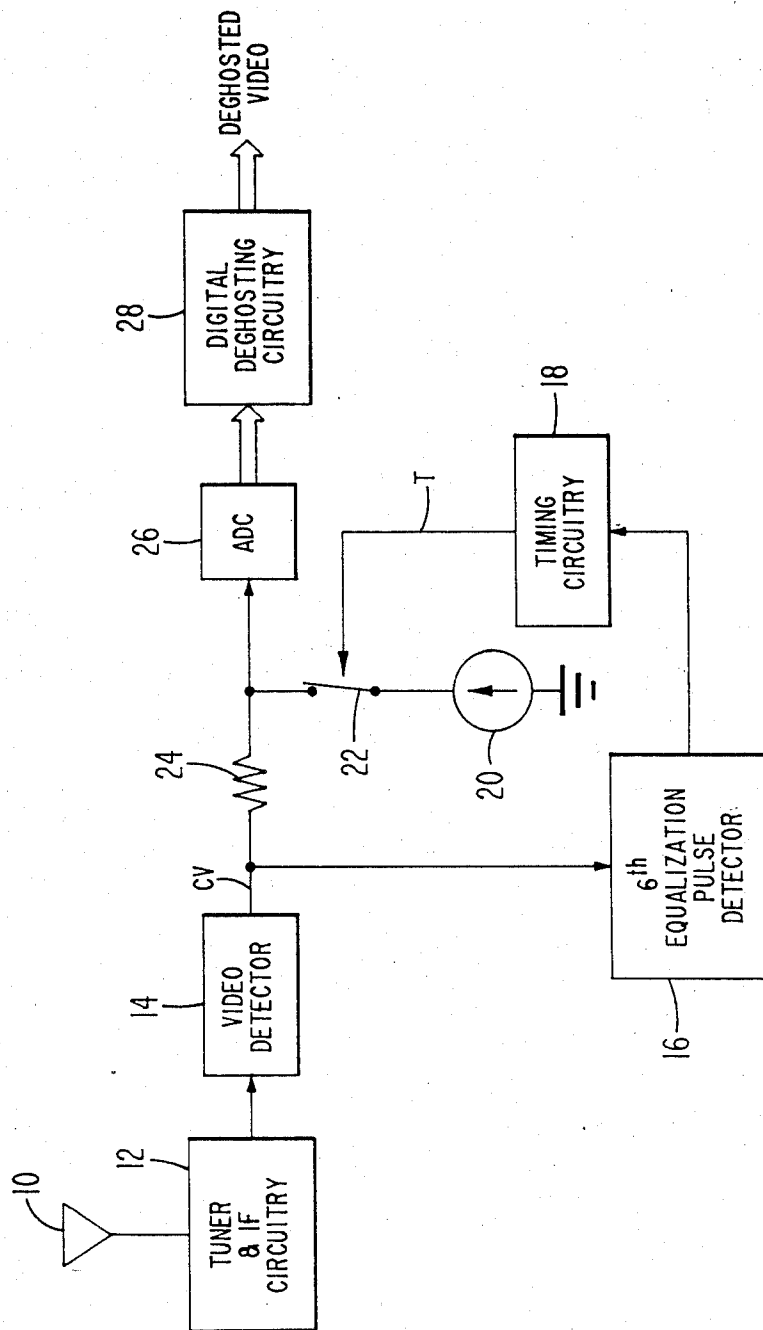 10
12
TUNER
& IF
CIRCUITRY
14
VIDEO
DETECTOR
CV
24
26
ADC
28
DIGITAL
DEGHOSTING
CIRCUITRY
DEGHOSTED
VIDEO
22
20
T
18
TIMING
CIRCUITRY
16
6th
EQUALIZATION
PULSE
DETECTOR